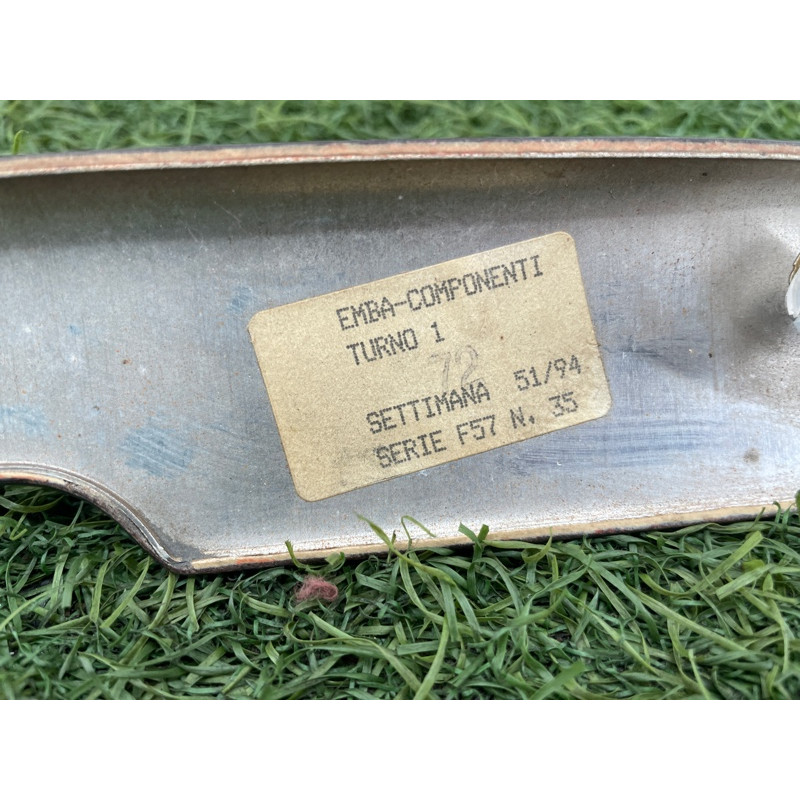 EMBA-COMPONENTI
TURNO 1
72
SETTIMANA 51/94
SERIE F57 N. 35